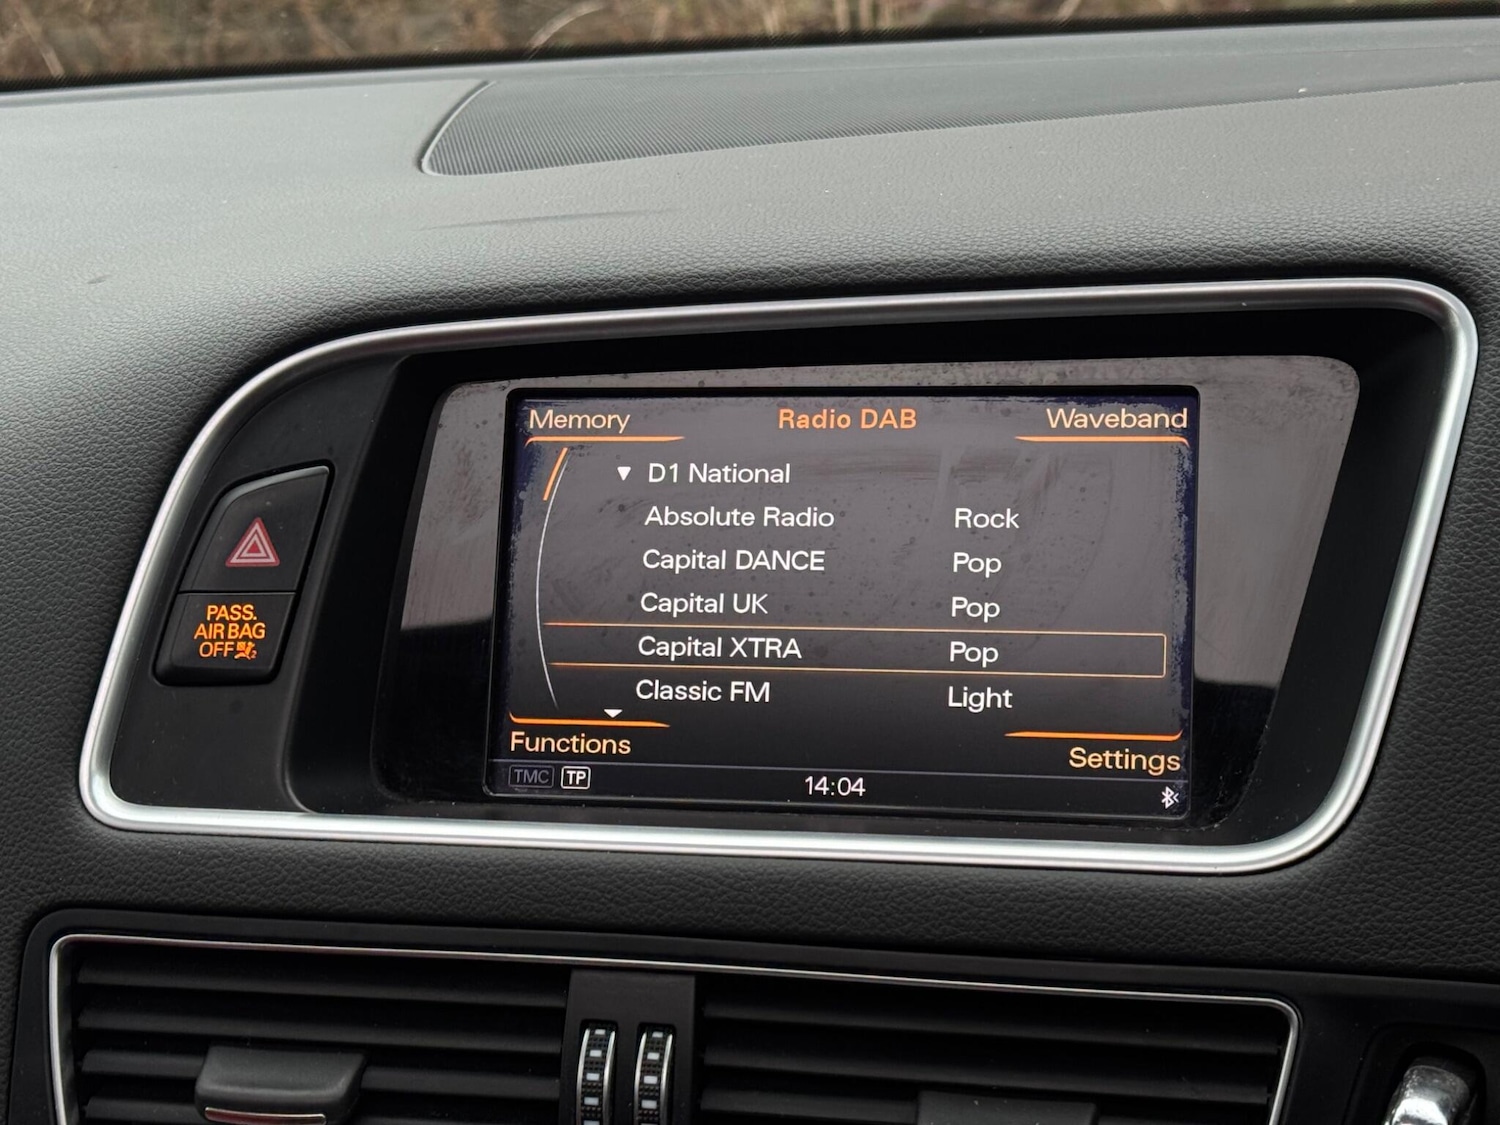 Memory Radio DAB Waveband
D1 National
Absolute Radio Rock
Capital DANCE Pop
Capital UK Pop
Capital XTRA Pop
Classic FM Light
Functions Settings
TMC TP 14:04
PASS.
AIR BAG
OFF 2